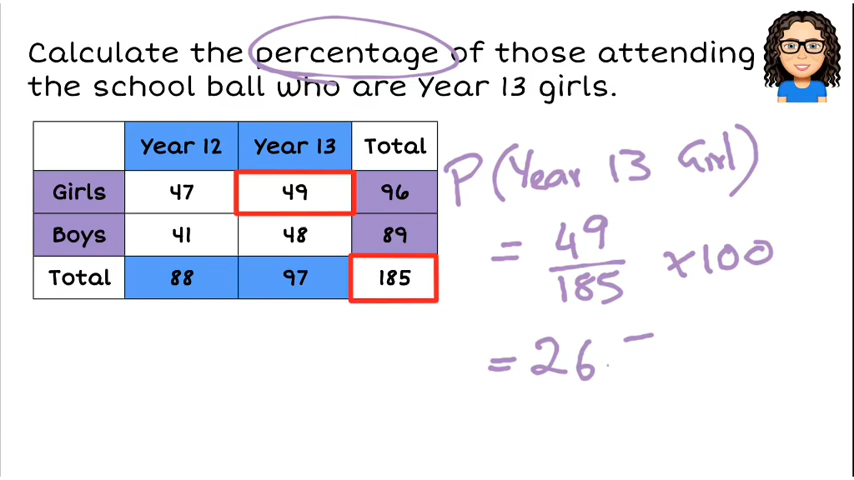 Calculate the percentage of those attending
the school ball who are Year 13 girls.
Year 12 Year 13 Total
Girls 47 49 96
Boys 41 48 89
Total 88 97 185
P(Year 13 Girl)
= 49/185 ×100
= 26.